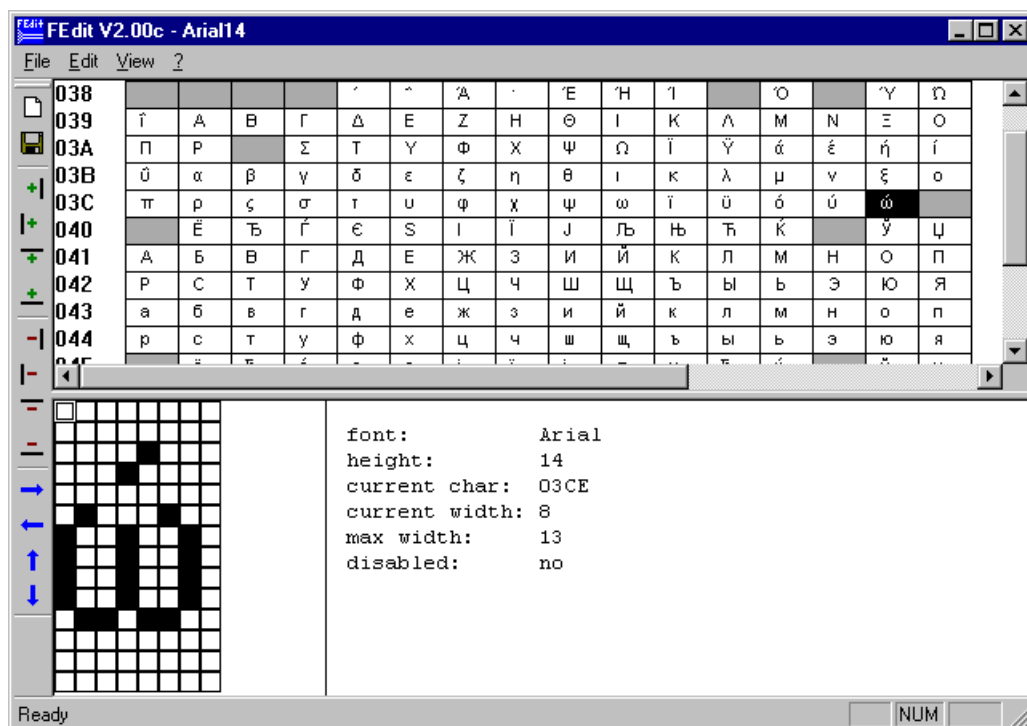 FEdit FEdit V2.00c - Arial14
File Edit View ?
038 ΄ ΅ Ά · Έ Ή Ί Ό Ύ Ώ
039 ΐ Α Β Γ Δ Ε Ζ Η Θ Ι Κ Λ Μ Ν Ξ Ο
03A Π Ρ Σ Τ Υ Φ Χ Ψ Ω Ϊ Ϋ ά έ ή ί
03B ΰ α β γ δ ε ζ η θ ι κ λ μ ν ξ ο
03C π ρ ς σ τ υ φ χ ψ ω ϊ ϋ ό ύ ώ
040 Ё Ђ Ѓ Є Ѕ І Ї Ј Љ Њ Ћ Ќ Ў Џ
041 А Б В Г Д Е Ж З И Й К Л М Н О П
042 Р С Т У Ф Х Ц Ч Ш Щ Ъ Ы Ь Э Ю Я
043 а б в г д е ж з и й к л м н о п
044 р с т у ф х ц ч ш щ ъ ы ь э ю я
font: Arial
height: 14
current char: 03CE
current width: 8
max width: 13
disabled: no
Ready NUM